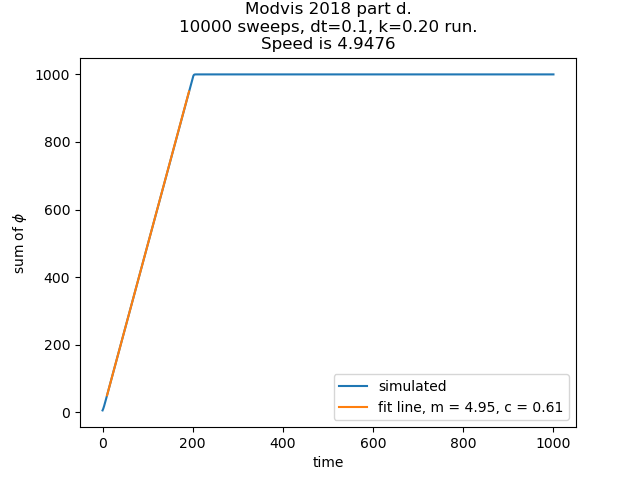 Modvis 2018 part d.
10000 sweeps, dt=0.1, k=0.20 run.
Speed is 4.9476
1000
800
600
400
200
0
sum of ϕ
simulated
fit line, m = 4.95, c = 0.61
0 200 400 600 800 1000
time